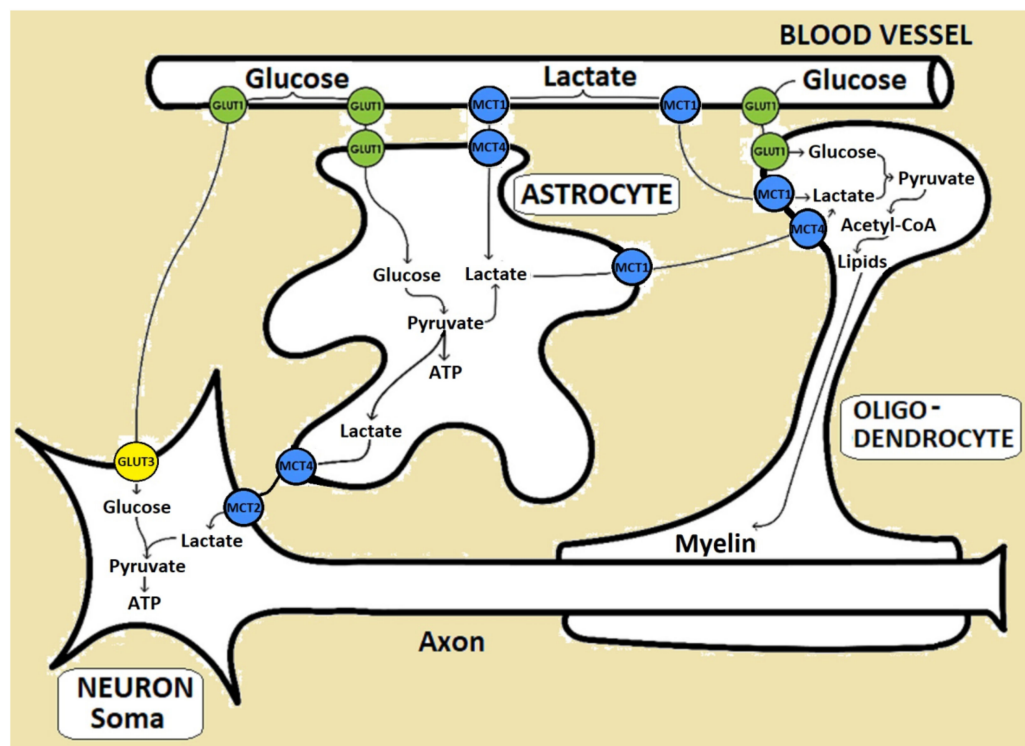 BLOOD VESSEL
Glucose
Lactate
Glucose
GLUT1
GLUT1
MCT1
MCT1
GLUT1
GLUT1
MCT4
GLUT1
Glucose
Pyruvate
ASTROCYTE
MCT1
Lactate
MCT4
Acetyl-CoA
Lipids
Glucose
Lactate
MCT1
Pyruvate
ATP
OLIGO -
DENDROCYTE
Lactate
GLUT3
MCT4
Glucose
MCT2
Lactate
Myelin
Pyruvate
ATP
Axon
NEURON
Soma